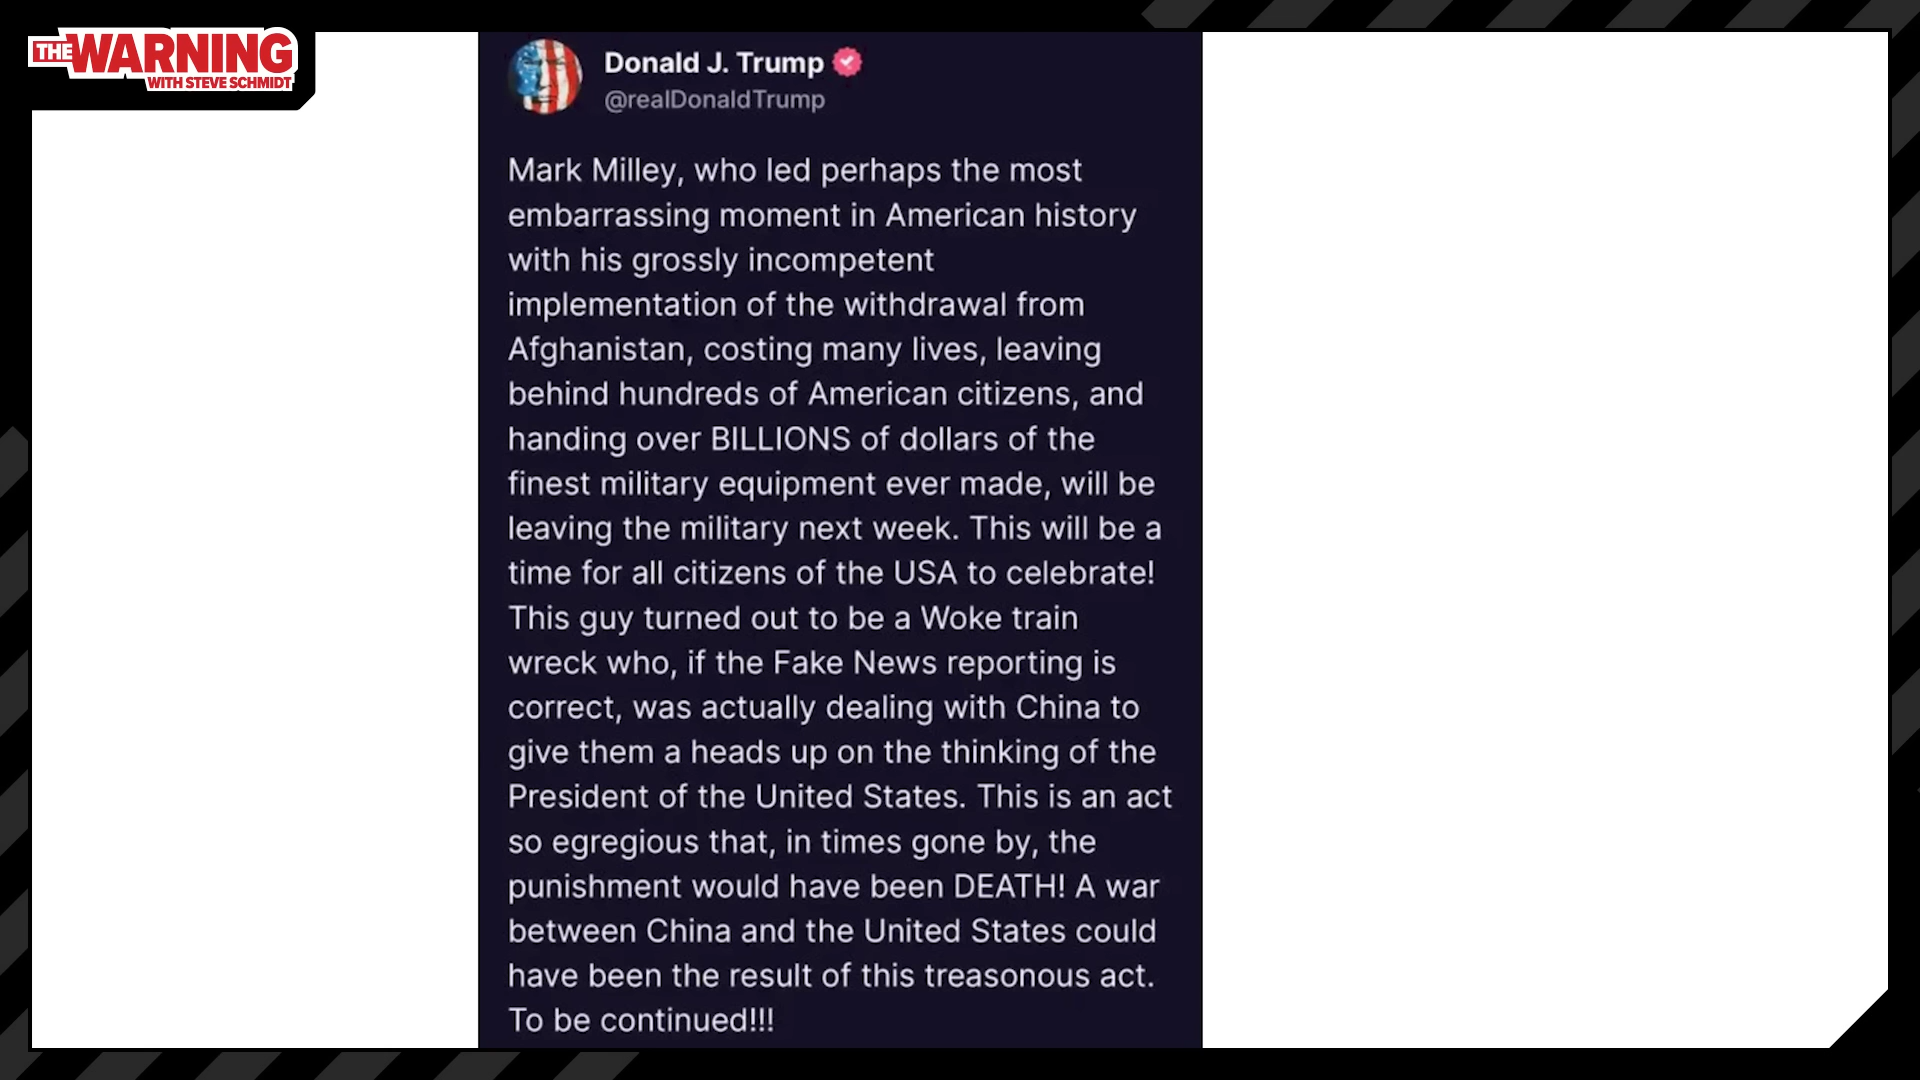 THE WARNING
WITH STEVE SCHMIDT
Donald J. Trump
@realDonaldTrump
Mark Milley, who led perhaps the most
embarrassing moment in American history
with his grossly incompetent
implementation of the withdrawal from
Afghanistan, costing many lives, leaving
behind hundreds of American citizens, and
handing over BILLIONS of dollars of the
finest military equipment ever made, will be
leaving the military next week. This will be a
time for all citizens of the USA to celebrate!
This guy turned out to be a Woke train
wreck who, if the Fake News reporting is
correct, was actually dealing with China to
give them a heads up on the thinking of the
President of the United States. This is an act
so egregious that, in times gone by, the
punishment would have been DEATH! A war
between China and the United States could
have been the result of this treasonous act.
To be continued!!!